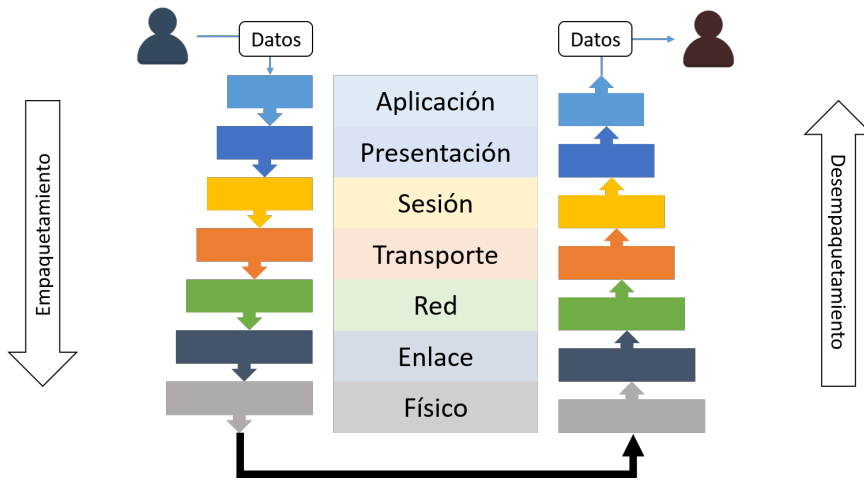 Datos
Datos
Aplicación
Presentación
Sesión
Transporte
Red
Enlace
Físico
Empaquetamiento
Desempaquetamiento